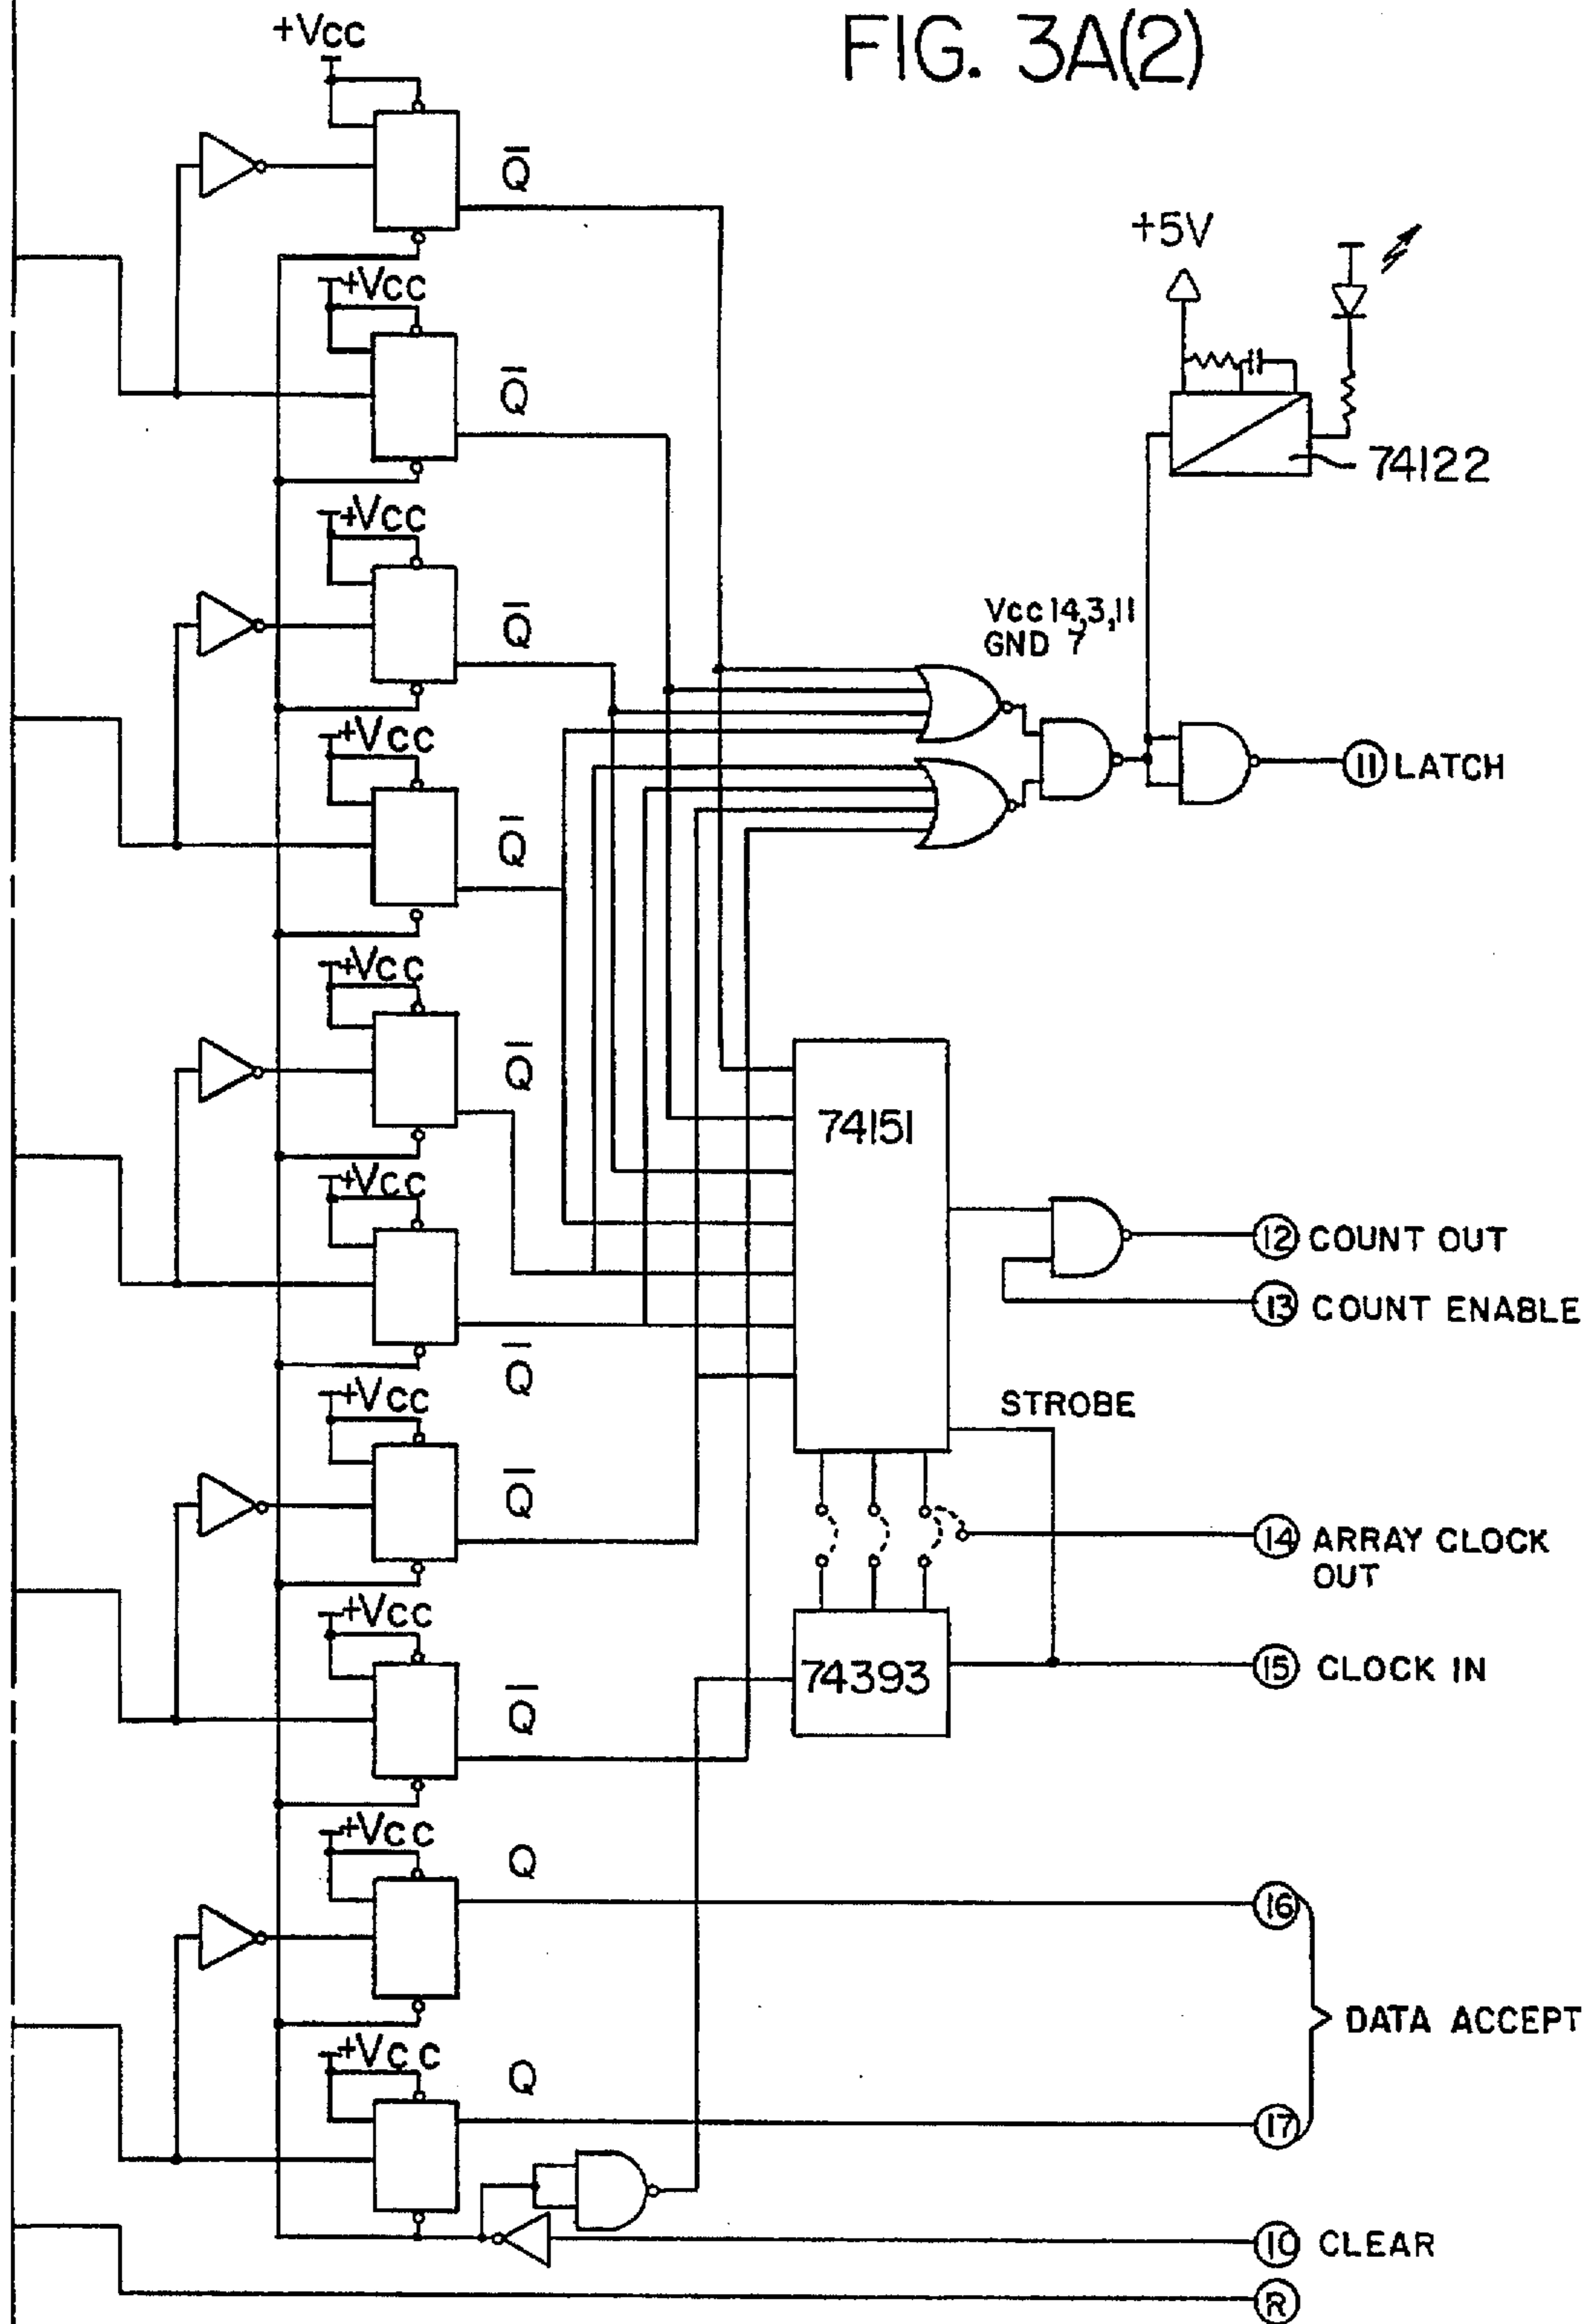 FIG. 3A(2)
+Vcc
Q̅
+5V
+Vcc
Q̅
74122
+Vcc
Q̅
Vcc 14,3,11
GND 7
+Vcc
11 LATCH
Q̅
+Vcc
Q̅
74151
+Vcc
12 COUNT OUT
13 COUNT ENABLE
Q̅
+Vcc
STROBE
Q̅
14 ARRAY CLOCK
OUT
+Vcc
15 CLOCK IN
74393
Q̅
+Vcc
Q
16
DATA ACCEPT
+Vcc
Q
17
10 CLEAR
R